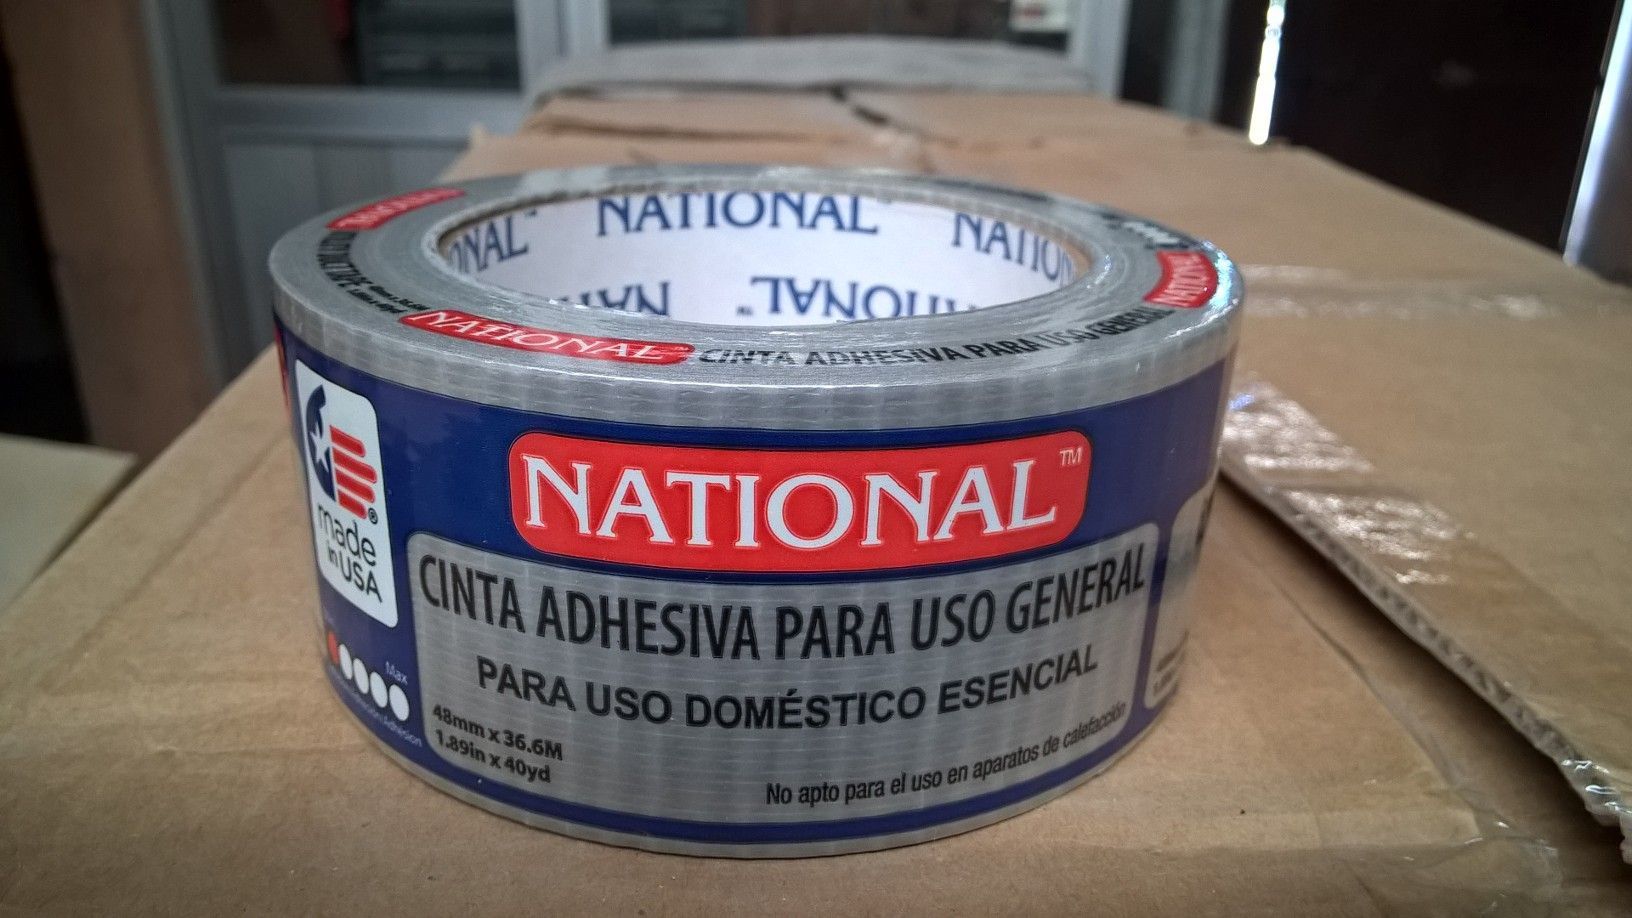 NATIONAL
NATIONAL
NATIONAL
NATIONAL
NATIONAL
NATIONAL
NATIONAL™ CINTA ADHESIVA PARA USO GENERAL
NATIONAL
NATIONAL™
made
in USA
®
CINTA ADHESIVA PARA USO GENERAL
PARA USO DOMÉSTICO ESENCIAL
Max
48mm x 36.6M
1.89in x 40yd
No apto para el uso en aparatos de calefacción